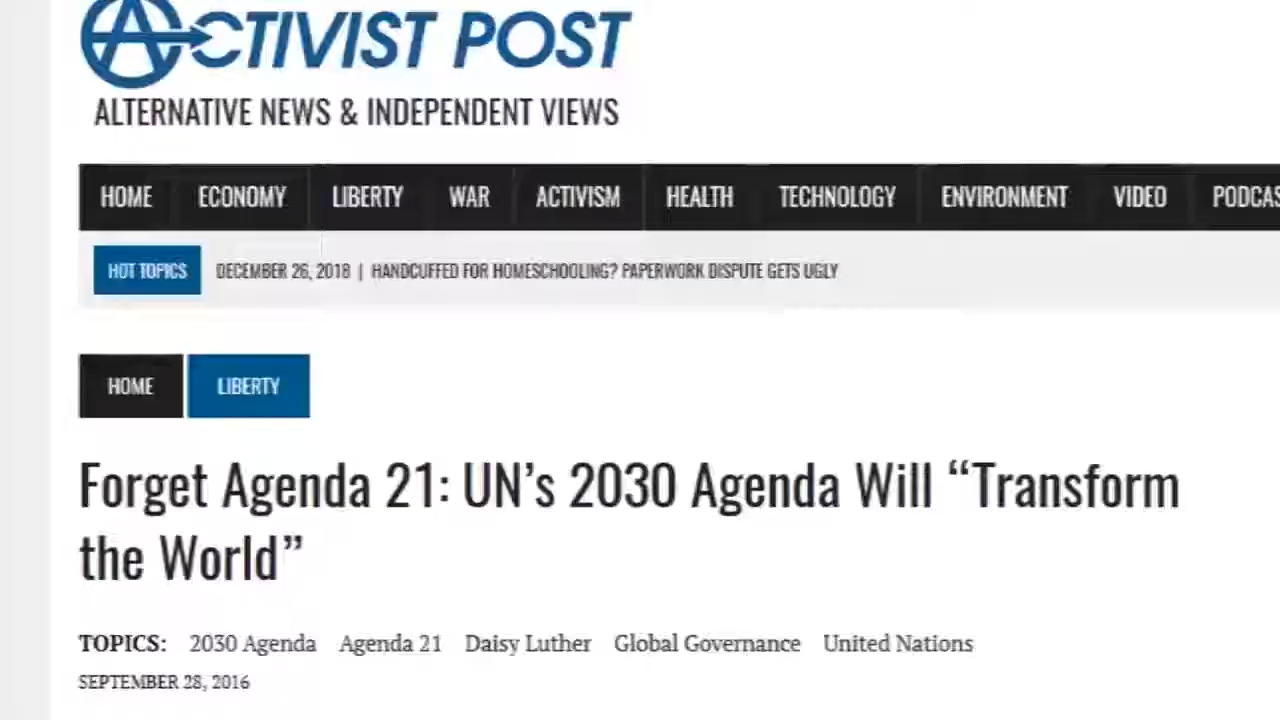 ACTIVIST POST
ALTERNATIVE NEWS & INDEPENDENT VIEWS
HOME ECONOMY LIBERTY WAR ACTIVISM HEALTH TECHNOLOGY ENVIRONMENT VIDEO PODCAS
HOT TOPICS DECEMBER 26, 2018 | HANDCUFFED FOR HOMESCHOOLING? PAPERWORK DISPUTE GETS UGLY
HOME LIBERTY
Forget Agenda 21: UN’s 2030 Agenda Will “Transform
the World”
TOPICS: 2030 Agenda Agenda 21 Daisy Luther Global Governance United Nations
SEPTEMBER 28, 2016